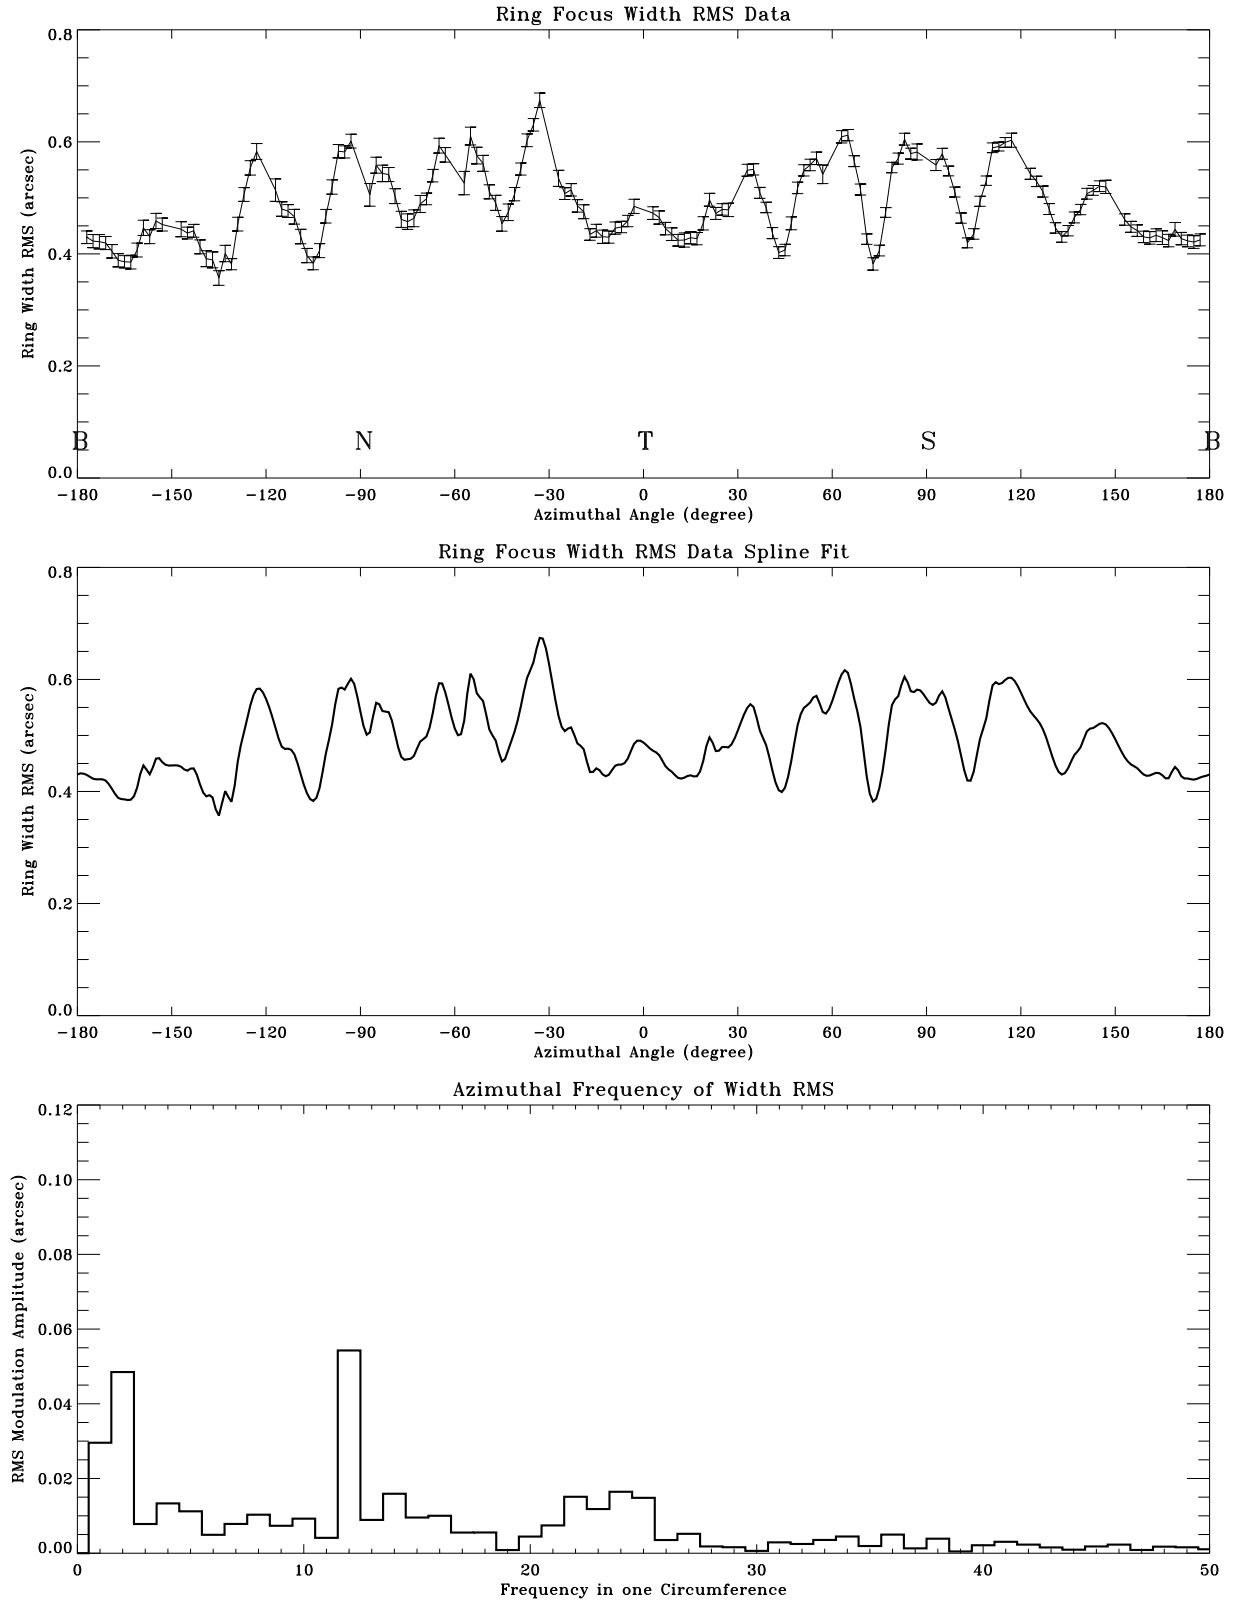 Ring Focus Width RMS Data
0.8
0.6
0.4
0.2
0.0
Ring Width RMS (arcsec)
B N T S B
−180 −150 −120 −90 −60 −30 0 30 60 90 120 150 180
Azimuthal Angle (degree)
Ring Focus Width RMS Data Spline Fit
0.8
0.6
0.4
0.2
0.0
Ring Width RMS (arcsec)
−180 −150 −120 −90 −60 −30 0 30 60 90 120 150 180
Azimuthal Angle (degree)
Azimuthal Frequency of Width RMS
0.12
0.10
0.08
0.06
0.04
0.02
0.00
RMS Modulation Amplitude (arcsec)
0 10 20 30 40 50
Frequency in one Circumference